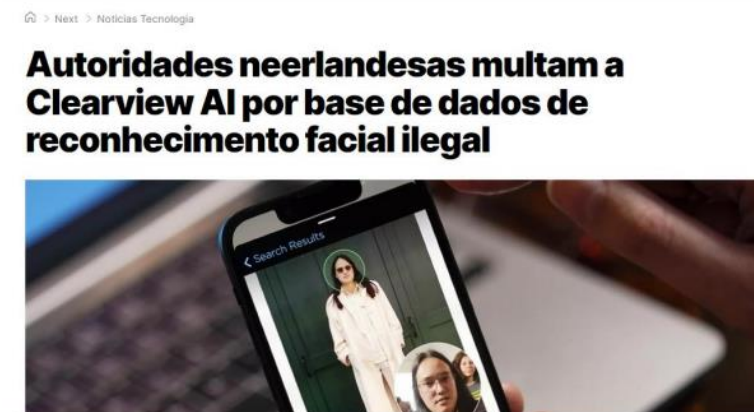 Next > Notícias Tecnologia
Autoridades neerlandesas multam a
Clearview AI por base de dados de
reconhecimento facial ilegal
Search Results